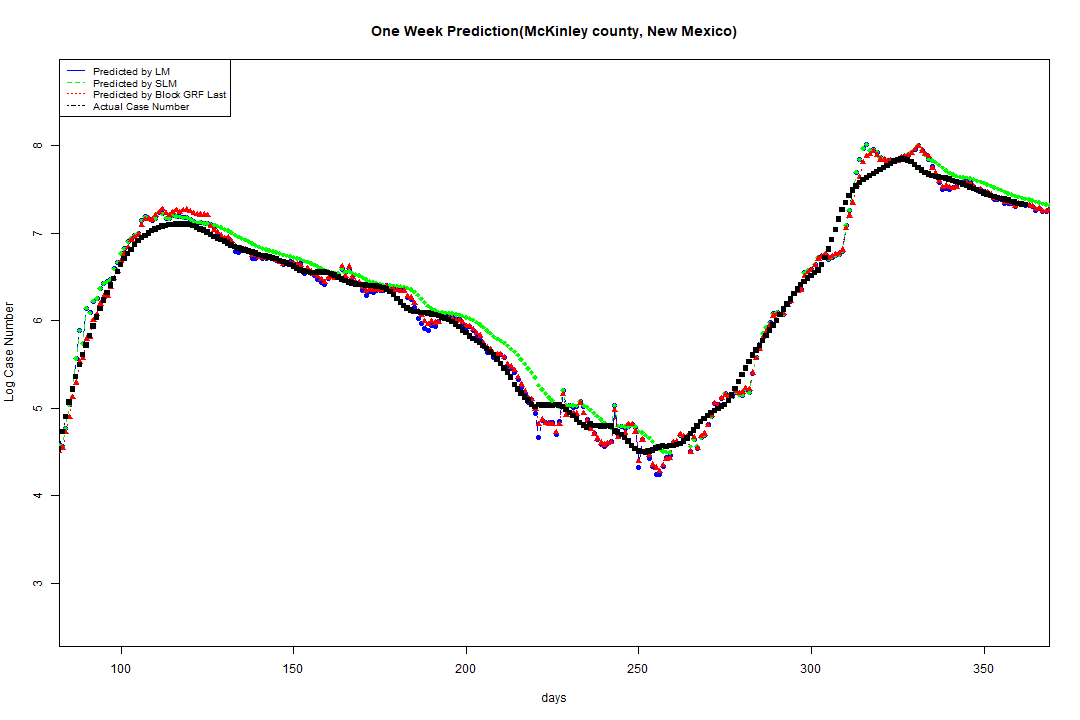 One Week Prediction(McKinley county, New Mexico)
Predicted by LM
Predicted by SLM
Predicted by Block GRF Last
Actual Case Number
8
7
6
5
4
3
Log Case Number
100 150 200 250 300 350
days